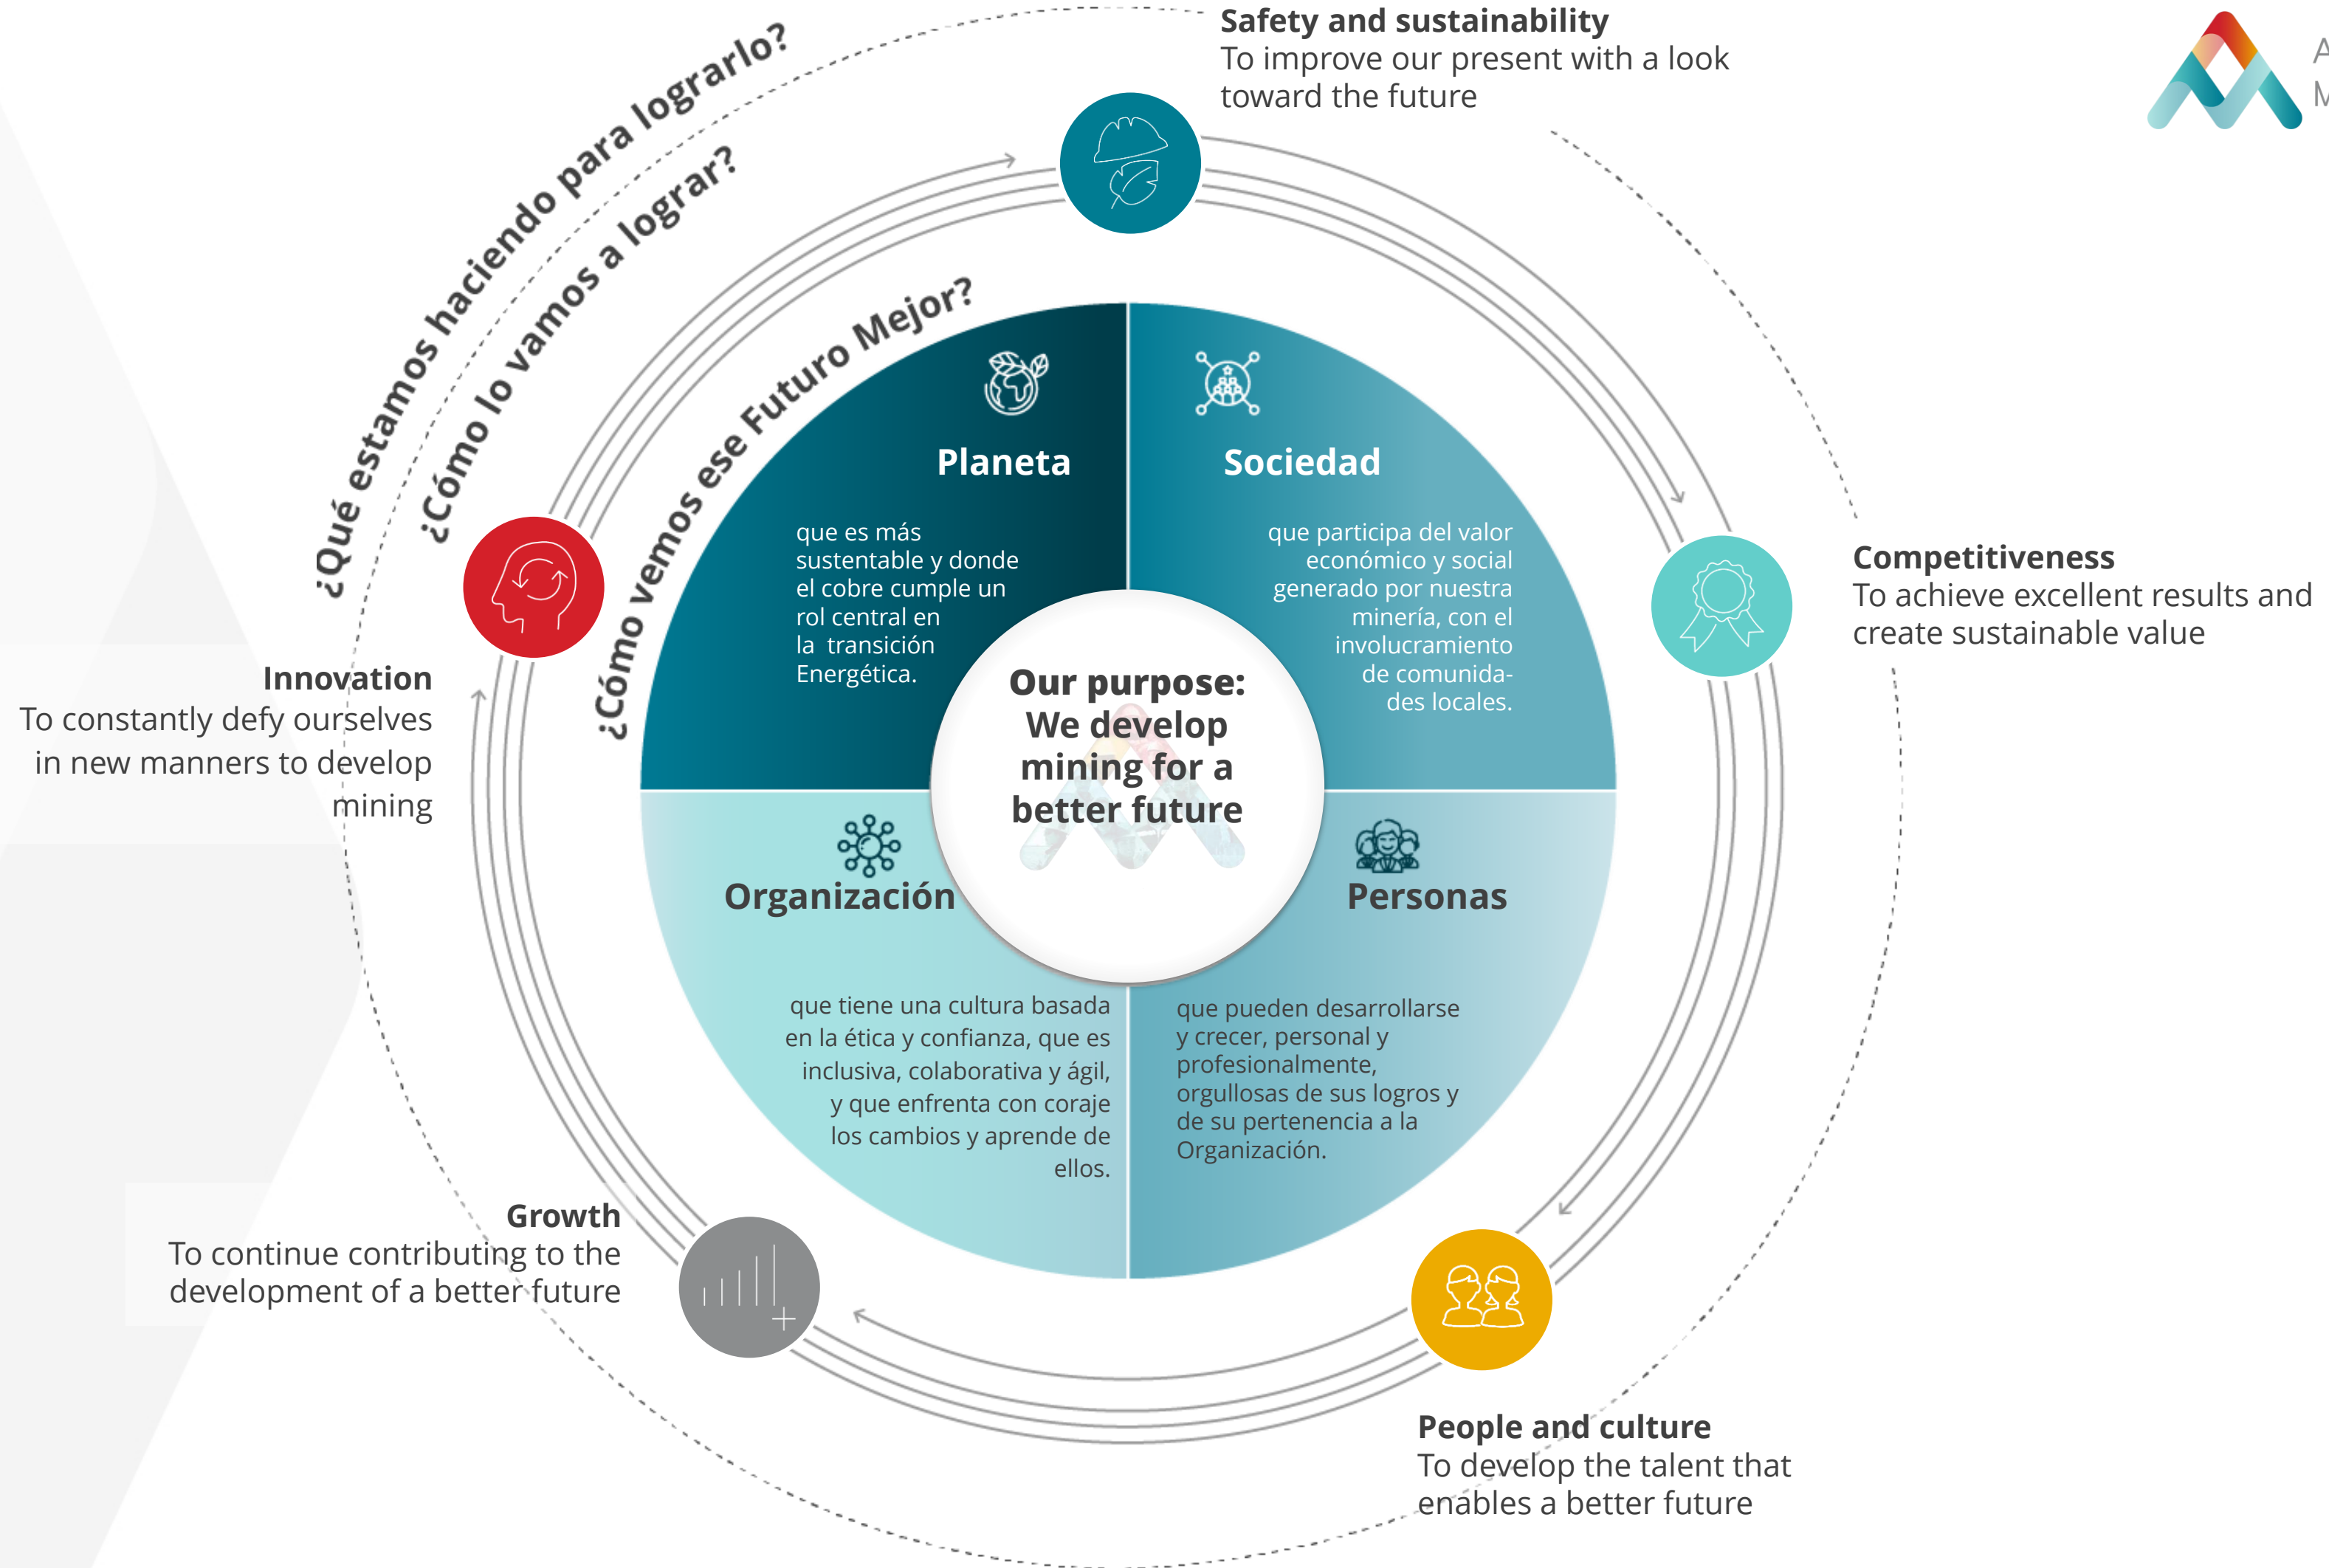 Safety and sustainability
To improve our present with a look
toward the future
A
M
¿Qué estamos haciendo para lograrlo?
¿Cómo lo vamos a lograr?
¿Cómo vemos ese Futuro Mejor?
Planeta
que es más
sustentable y donde
el cobre cumple un
rol central en
la  transición
Energética.
Sociedad
que participa del valor
económico y social
generado por nuestra
minería, con el
involucramiento
de comunida-
des locales.
Competitiveness
To achieve excellent results and
create sustainable value
Innovation
To constantly defy ourselves
in new manners to develop
mining
Our purpose:
We develop
mining for a
better future
Organización
que tiene una cultura basada
en la ética y confianza, que es
inclusiva, colaborativa y ágil,
y que enfrenta con coraje
los cambios y aprende de
ellos.
Personas
que pueden desarrollarse
y crecer, personal y
profesionalmente,
orgullosas de sus logros y
de su pertenencia a la
Organización.
Growth
To continue contributing to the
development of a better future
People and culture
To develop the talent that
enables a better future